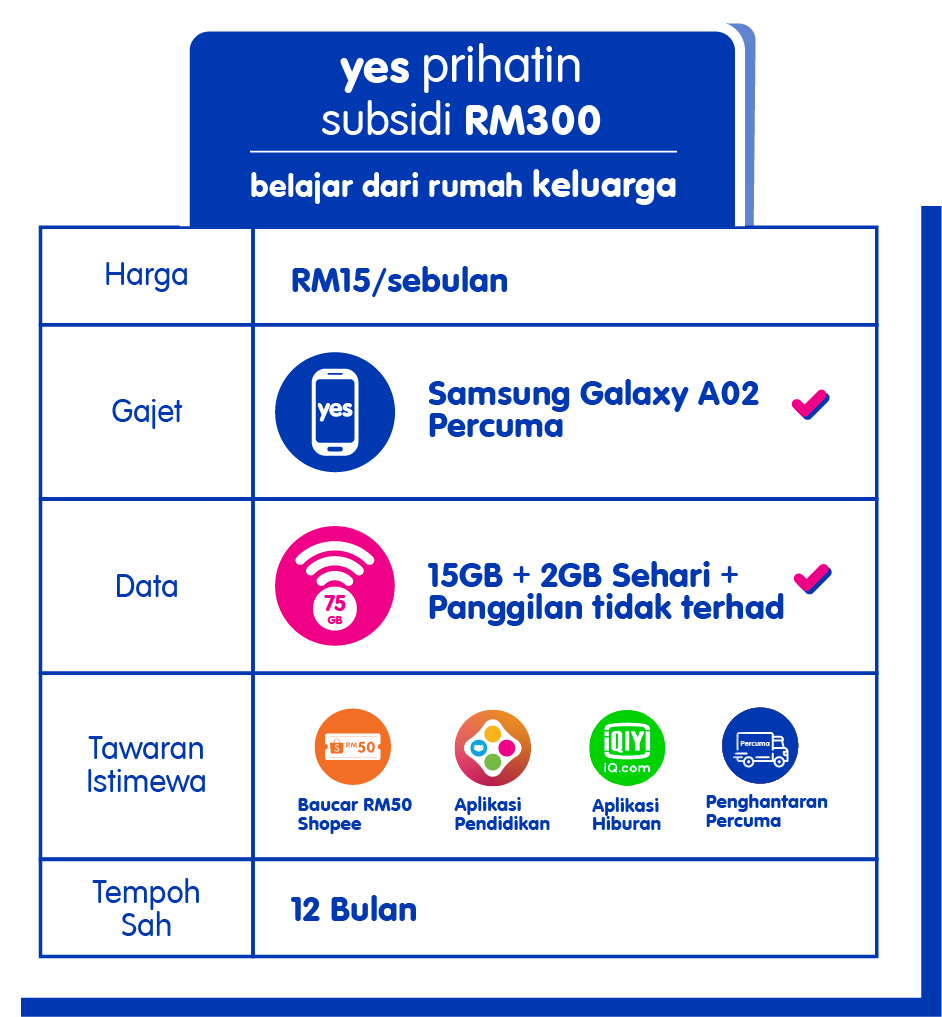 yes prihatin
subsidi RM300
belajar dari rumah keluarga
Harga
RM15/sebulan
Gajet
yes
Samsung Galaxy A02
Percuma
Data
75
GB
15GB + 2GB Sehari +
Panggilan tidak terhad
Tawaran
Istimewa
S RM50
Baucar RM50
Shopee
Aplikasi
Pendidikan
iQIYI
iQ.com
Aplikasi
Hiburan
Percuma
Penghantaran
Percuma
Tempoh
Sah
12 Bulan